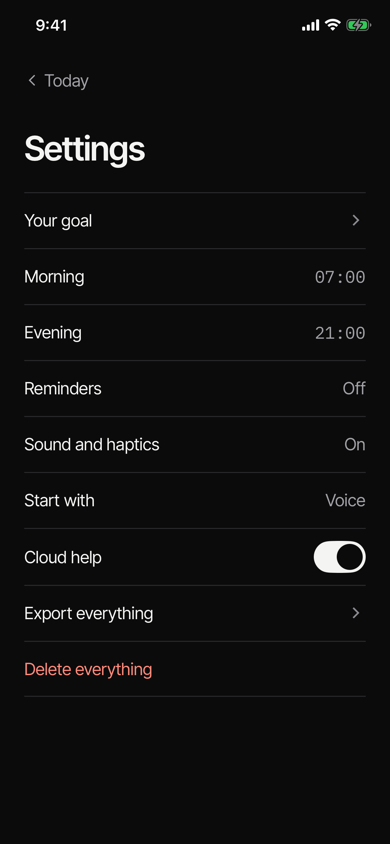 9:41
Today
Settings
Your goal
Morning 07:00
Evening 21:00
Reminders Off
Sound and haptics On
Start with Voice
Cloud help
Export everything
Delete everything